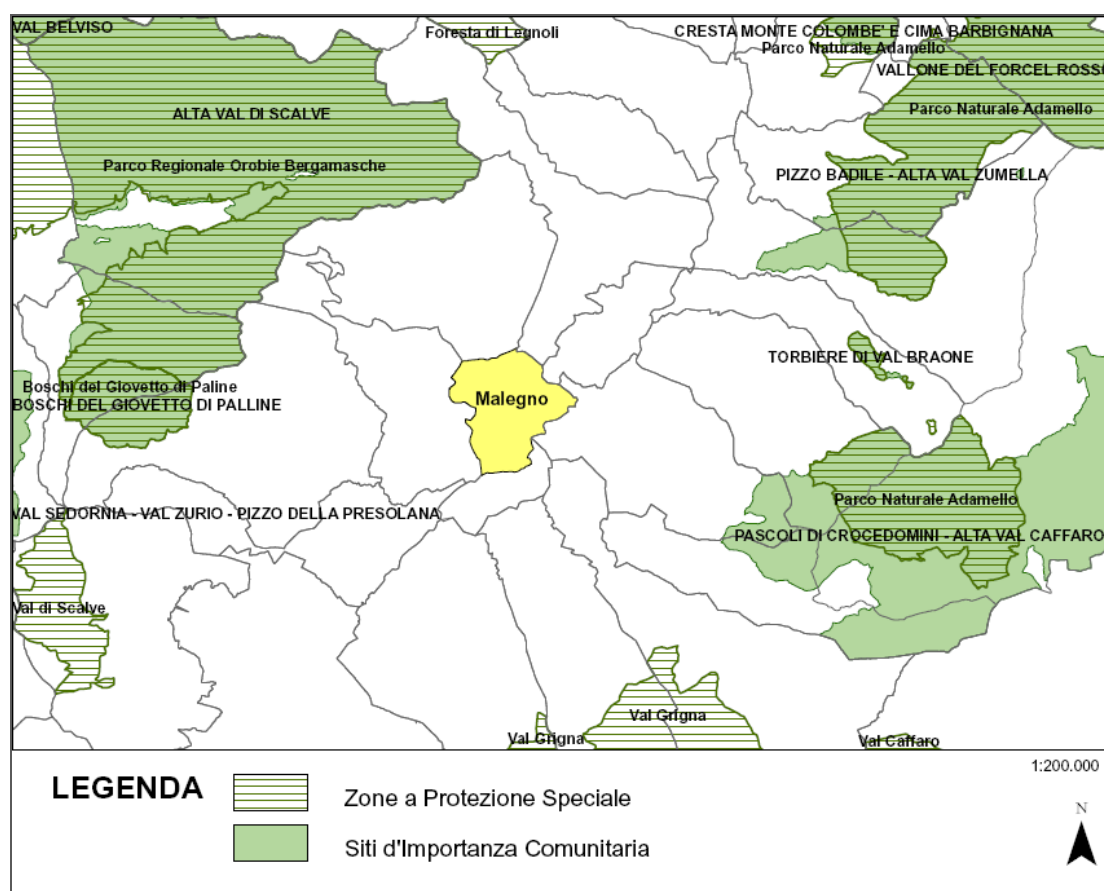 VAL BELVISO
Foresta di Legnoli
CRESTA MONTE COLOMBE' E CIMA BARBIGNANA
Parco Naturale Adamello
VALLONE DEL FORCEL ROSSO
ALTA VAL DI SCALVE
Parco Naturale Adamello
Parco Regionale Orobie Bergamasche
PIZZO BADILE - ALTA VAL ZUMELLA
TORBIERE DI VAL BRAONE
Boschi del Giovetto di Paline
BOSCHI DEL GIOVETTO DI PALLINE
Malegno
Parco Naturale Adamello
VAL SEDORNIA - VAL ZURIO - PIZZO DELLA PRESOLANA
PASCOLI DI CROCEDOMINI - ALTA VAL CAFFARO
Val di Scalve
Val Grigna
Val Grigna
Val Caffaro
1:200.000
LEGENDA
Zone a Protezione Speciale
Siti d'Importanza Comunitaria
N